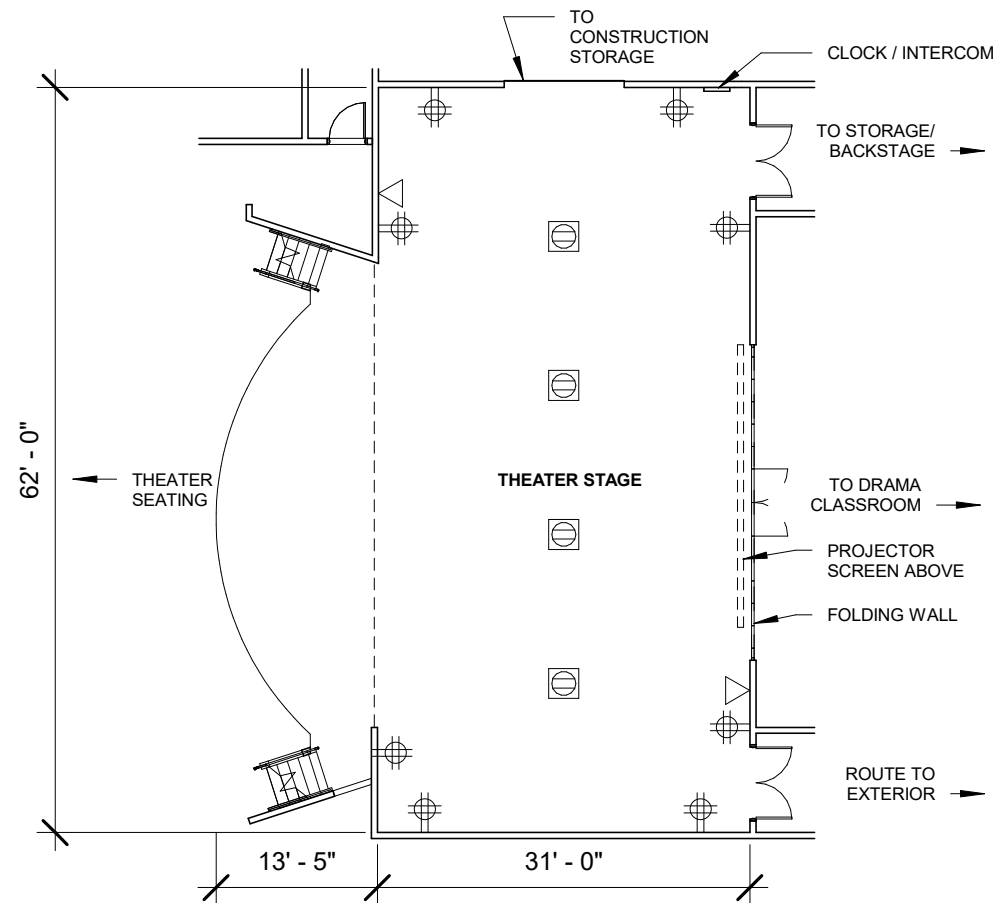 TO
CONSTRUCTION
STORAGE
CLOCK / INTERCOM
TO STORAGE/
BACKSTAGE
62' - 0"
THEATER
SEATING
THEATER STAGE
TO DRAMA
CLASSROOM
PROJECTOR
SCREEN ABOVE
FOLDING WALL
ROUTE TO
EXTERIOR
13' - 5"
31' - 0"